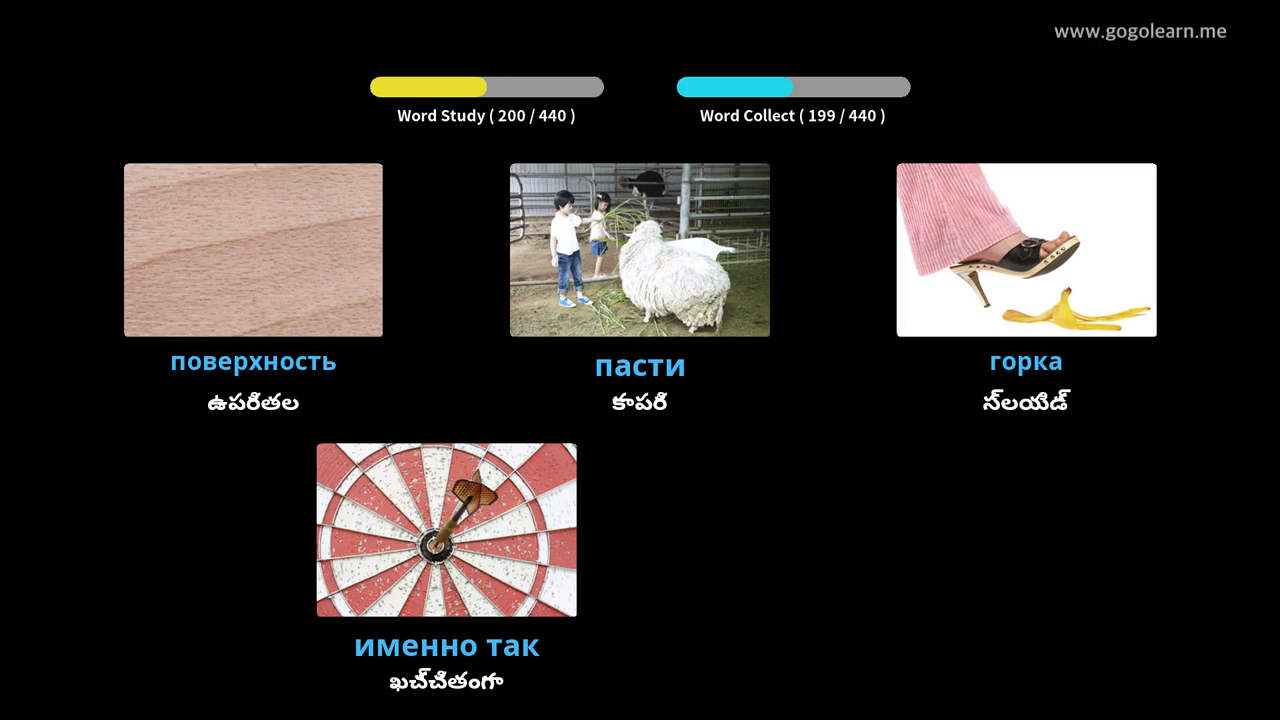 www.gogolearn.me
Word Study ( 200 / 440 )
Word Collect ( 199 / 440 )
поверхность
ఉపరితల
пасти
కాపరి
горка
స్లయిడ్
именно так
ఖచ్చితంగా